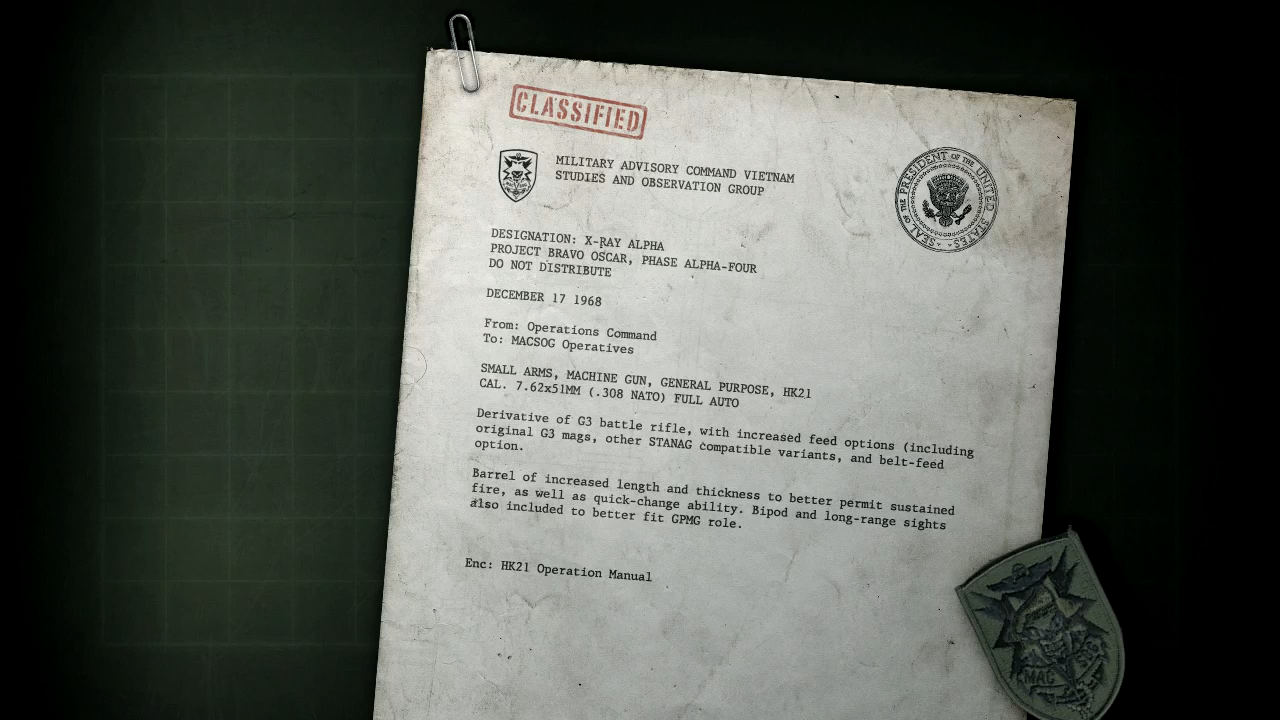 CLASSIFIED
MILITARY ADVISORY COMMAND VIETNAM
STUDIES AND OBSERVATION GROUP
SEAL OF THE PRESIDENT OF THE UNITED STATES
DESIGNATION: X-RAY ALPHA
PROJECT BRAVO OSCAR, PHASE ALPHA-FOUR
DO NOT DISTRIBUTE
DECEMBER 17 1968
From: Operations Command
To: MACSOG Operatives
SMALL ARMS, MACHINE GUN, GENERAL PURPOSE, HK21
CAL. 7.62x51MM (.308 NATO) FULL AUTO
Derivative of G3 battle rifle, with increased feed options (including
original G3 mags, other STANAG compatible variants, and belt-feed
option.
Barrel of increased length and thickness to better permit sustained
fire, as well as quick-change ability. Bipod and long-range sights
also included to better fit GPMG role.
Enc: HK21 Operation Manual
MAC